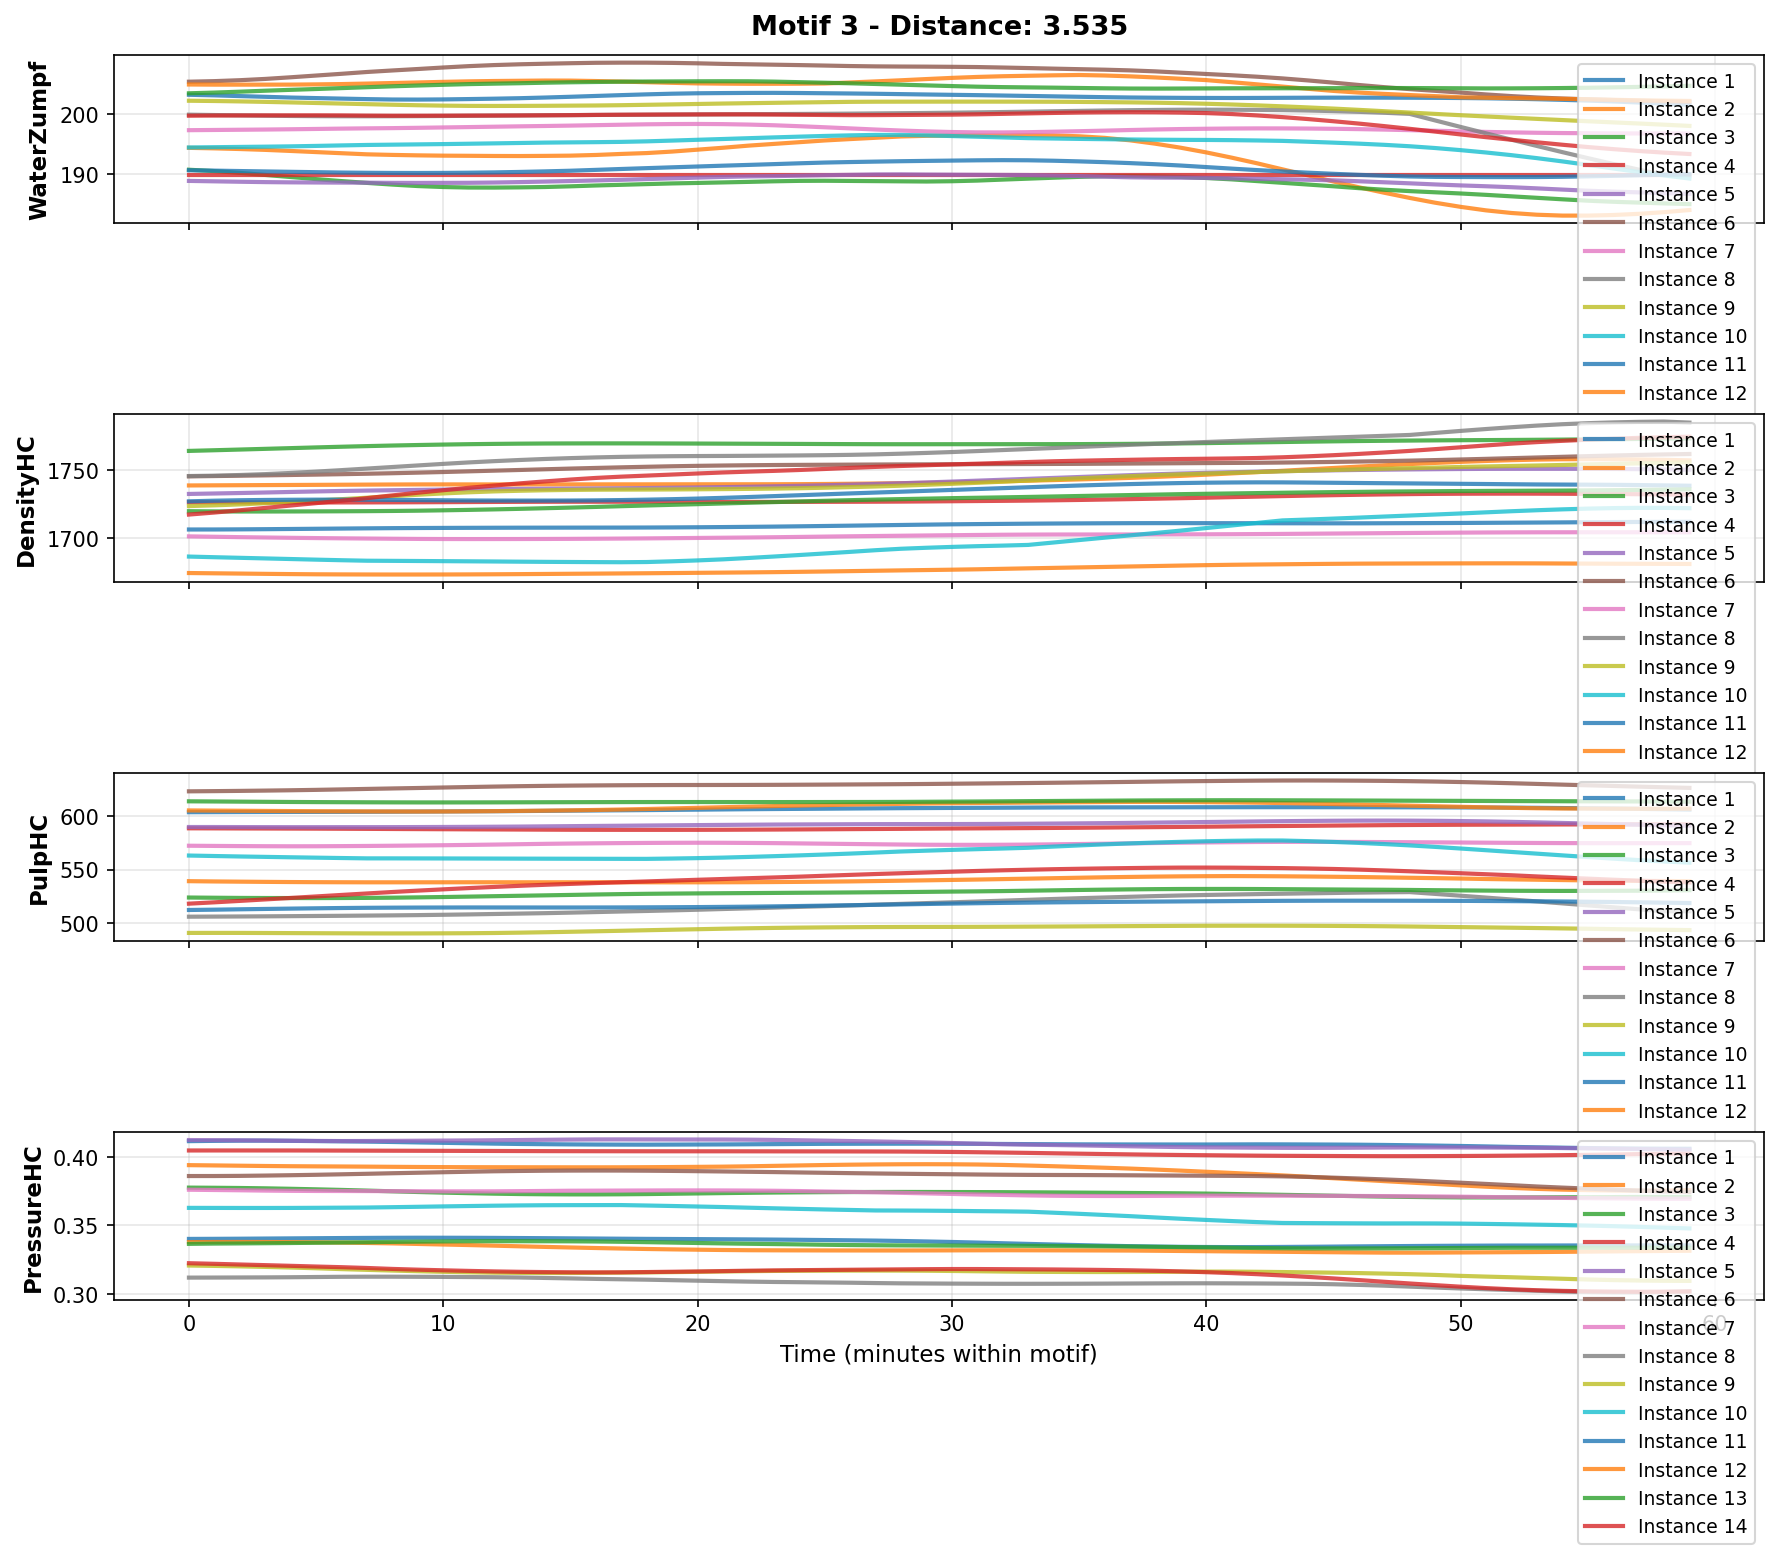 Motif 3 - Distance: 3.535
WaterZumpf
200
190
Instance 1
Instance 2
Instance 3
Instance 4
Instance 5
Instance 6
Instance 7
Instance 8
Instance 9
Instance 10
Instance 11
Instance 12
DensityHC
1750
1700
Instance 1
Instance 2
Instance 3
Instance 4
Instance 5
Instance 6
Instance 7
Instance 8
Instance 9
Instance 10
Instance 11
Instance 12
PulpHC
600
550
500
Instance 1
Instance 2
Instance 3
Instance 4
Instance 5
Instance 6
Instance 7
Instance 8
Instance 9
Instance 10
Instance 11
Instance 12
PressureHC
0.40
0.35
0.30
Instance 1
Instance 2
Instance 3
Instance 4
Instance 5
Instance 6
Instance 7
Instance 8
Instance 9
Instance 10
Instance 11
Instance 12
Instance 13
Instance 14
0 10 20 30 40 50 60
Time (minutes within motif)